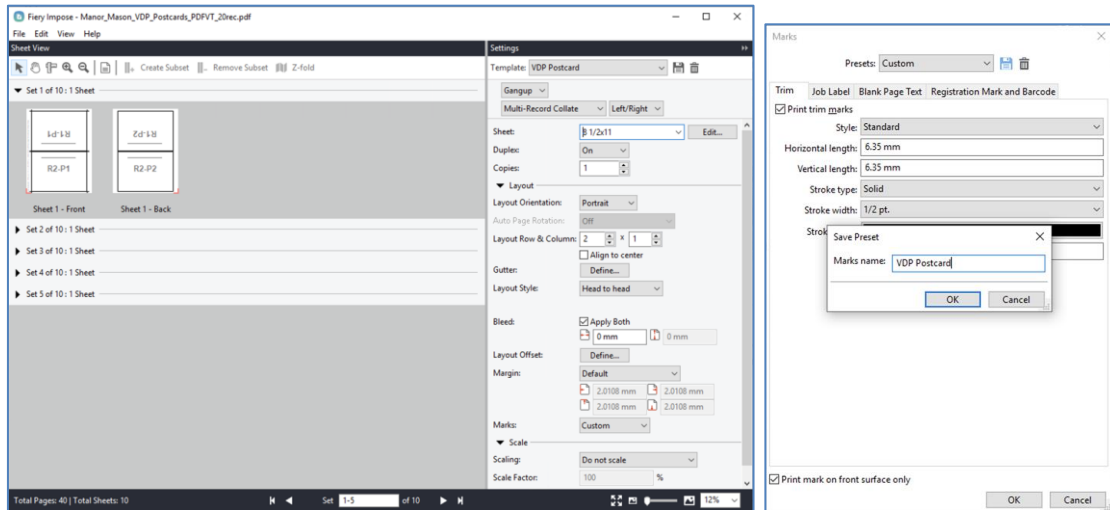 Fiery Impose - Manor_Mason_VDP_Postcards_PDFVT_20rec.pdf
File Edit View Help
Sheet View
Create Subset Remove Subset Z-fold
Set 1 of 10 : 1 Sheet
R1-P1 R1-P2
R2-P1 R2-P2
Sheet 1 - Front Sheet 1 - Back
Set 2 of 10 : 1 Sheet
Set 3 of 10 : 1 Sheet
Set 4 of 10 : 1 Sheet
Set 5 of 10 : 1 Sheet
Total Pages: 40 | Total Sheets: 10 Set 1-5 of 10 12%
Settings
Template: VDP Postcard
Gangup
Multi-Record Collate Left/Right
Sheet: 8 1/2x11 Edit...
Duplex: On
Copies: 1
Layout
Layout Orientation: Portrait
Auto Page Rotation: Off
Layout Row & Column: 2 x 1
Align to center
Gutter: Define...
Layout Style: Head to head
Bleed: Apply Both
0 mm 0 mm
Layout Offset: Define...
Margin: Default
2.0108 mm 2.0108 mm
2.0108 mm 2.0108 mm
Marks: Custom
Scale
Scaling: Do not scale
Scale Factor: 100 %
Marks
Presets: Custom
Trim Job Label Blank Page Text Registration Mark and Barcode
Print trim marks
Style: Standard
Horizontal length: 6.35 mm
Vertical length: 6.35 mm
Stroke type: Solid
Stroke width: 1/2 pt.
Save Preset
Marks name: VDP Postcard
OK Cancel
Print mark on front surface only
OK Cancel